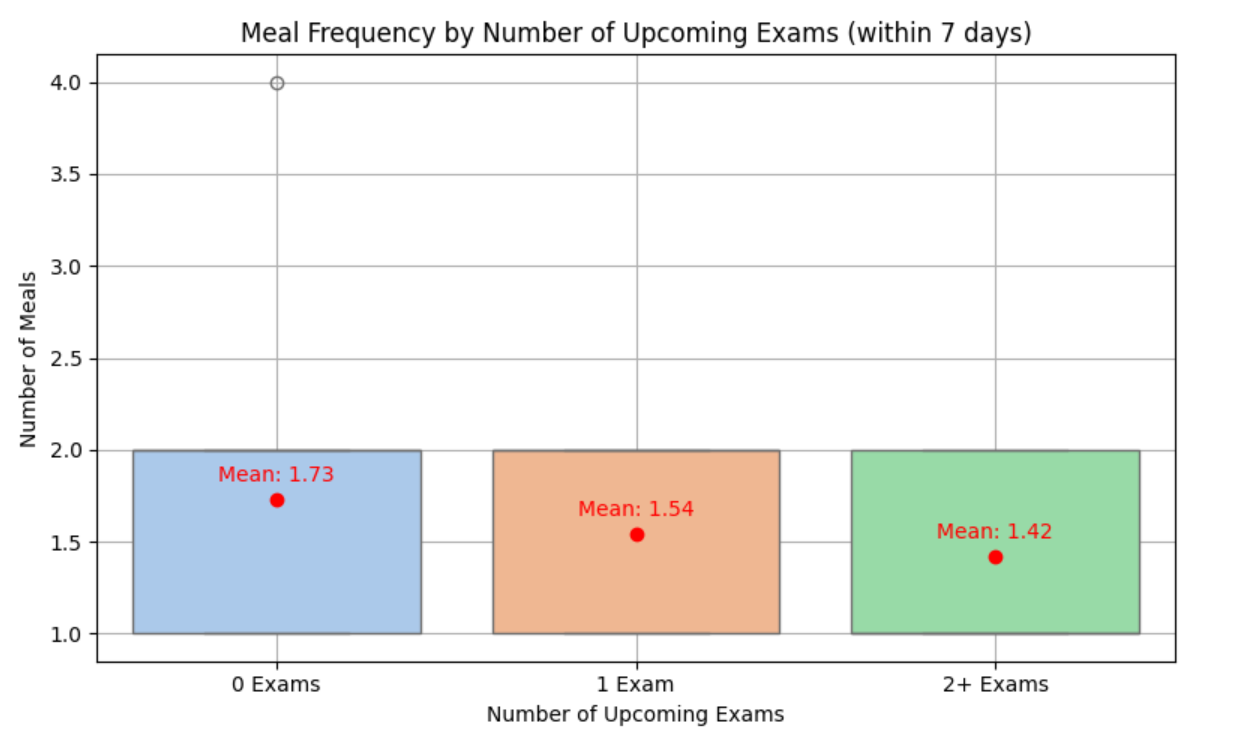 Meal Frequency by Number of Upcoming Exams (within 7 days)
Number of Meals
4.0
3.5
3.0
2.5
2.0
1.5
1.0
Mean: 1.73
Mean: 1.54
Mean: 1.42
0 Exams
1 Exam
2+ Exams
Number of Upcoming Exams